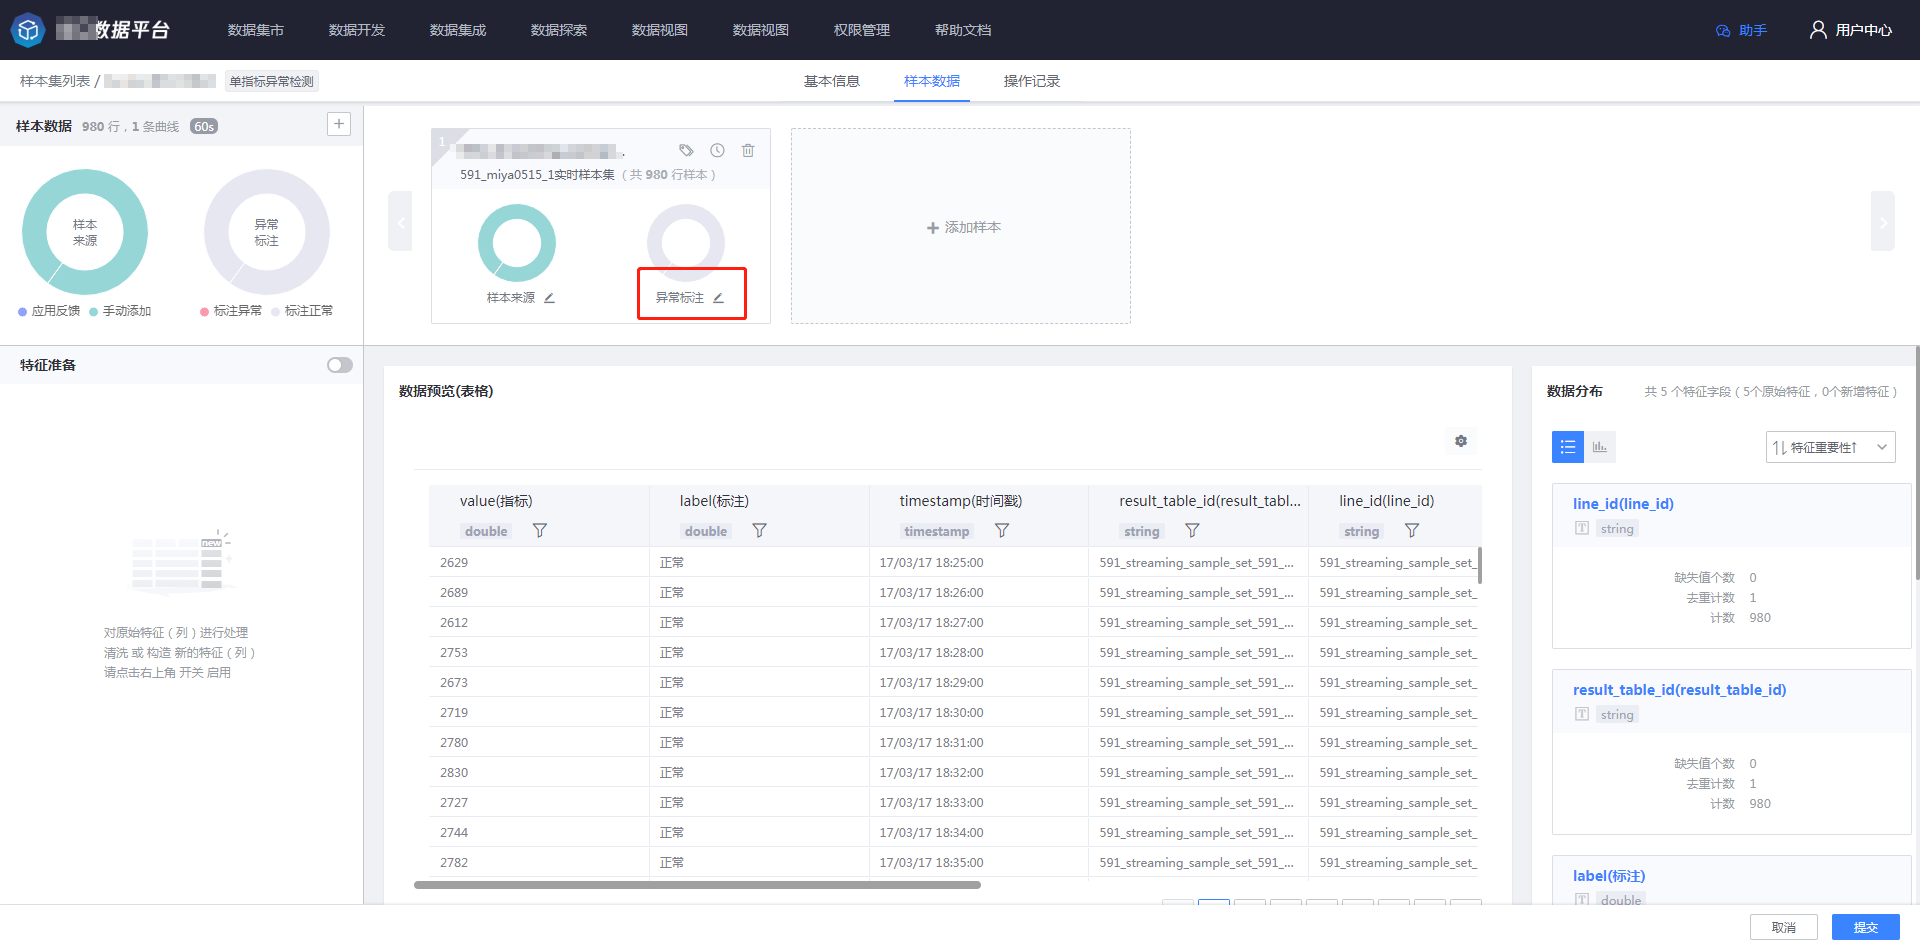 数据平台 数据集市 数据开发 数据集成 数据探索 数据视图 数据视图 权限管理 帮助文档 助手 用户中心
样本集列表 / 单指标异常检测 基本信息 样本数据 操作记录
样本数据 980 行，1 条曲线 60s
样本
来源
异常
标注
应用反馈 手动添加 标注异常 标注正常
1
591_miya0515_1实时样本集 （共 980 行样本）
样本来源 异常标注
添加样本
特征准备
new
对原始特征（列）进行处理
清洗 或 构造 新的特征（列）
请点击右上角 开关 启用
数据预览(表格)
value(指标) label(标注) timestamp(时间戳) result_table_id(result_tabl... line_id(line_id)
double double timestamp string string
2629 正常 17/03/17 18:25:00 591_streaming_sample_set_591_... 591_streaming_sample_set_
2689 正常 17/03/17 18:26:00 591_streaming_sample_set_591_... 591_streaming_sample_set_
2612 正常 17/03/17 18:27:00 591_streaming_sample_set_591_... 591_streaming_sample_set_
2753 正常 17/03/17 18:28:00 591_streaming_sample_set_591_... 591_streaming_sample_set_
2673 正常 17/03/17 18:29:00 591_streaming_sample_set_591_... 591_streaming_sample_set_
2719 正常 17/03/17 18:30:00 591_streaming_sample_set_591_... 591_streaming_sample_set_
2780 正常 17/03/17 18:31:00 591_streaming_sample_set_591_... 591_streaming_sample_set_
2830 正常 17/03/17 18:32:00 591_streaming_sample_set_591_... 591_streaming_sample_set_
2727 正常 17/03/17 18:33:00 591_streaming_sample_set_591_... 591_streaming_sample_set_
2744 正常 17/03/17 18:34:00 591_streaming_sample_set_591_... 591_streaming_sample_set_
2782 正常 17/03/17 18:35:00 591_streaming_sample_set_591_... 591_streaming_sample_set_
数据分布 共 5 个特征字段（5个原始特征，0个新增特征）
特征重要性↑
line_id(line_id)
T string
缺失值个数 0
去重计数 1
计数 980
result_table_id(result_table_id)
T string
缺失值个数 0
去重计数 1
计数 980
label(标注)
T double
取消 提交